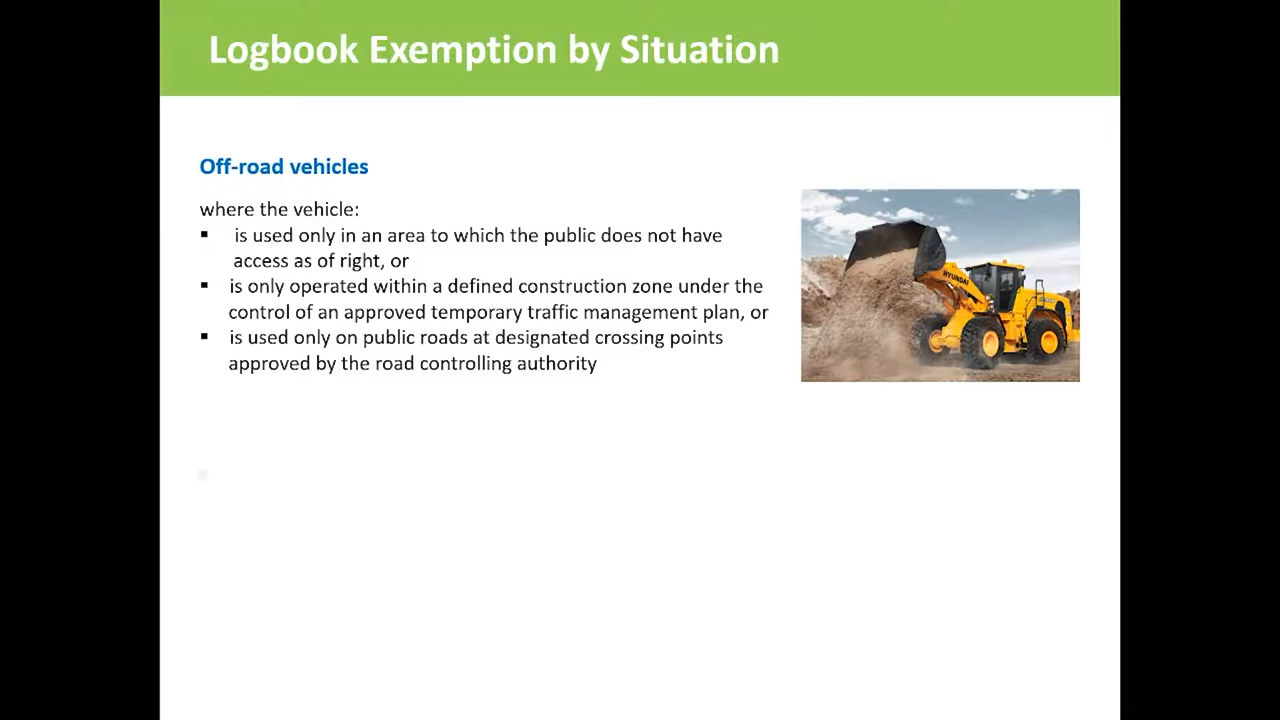 Logbook Exemption by Situation
Off-road vehicles
where the vehicle:
▪ is used only in an area to which the public does not have
access as of right, or
▪ is only operated within a defined construction zone under the
control of an approved temporary traffic management plan, or
▪ is used only on public roads at designated crossing points
approved by the road controlling authority
HYUNDAI